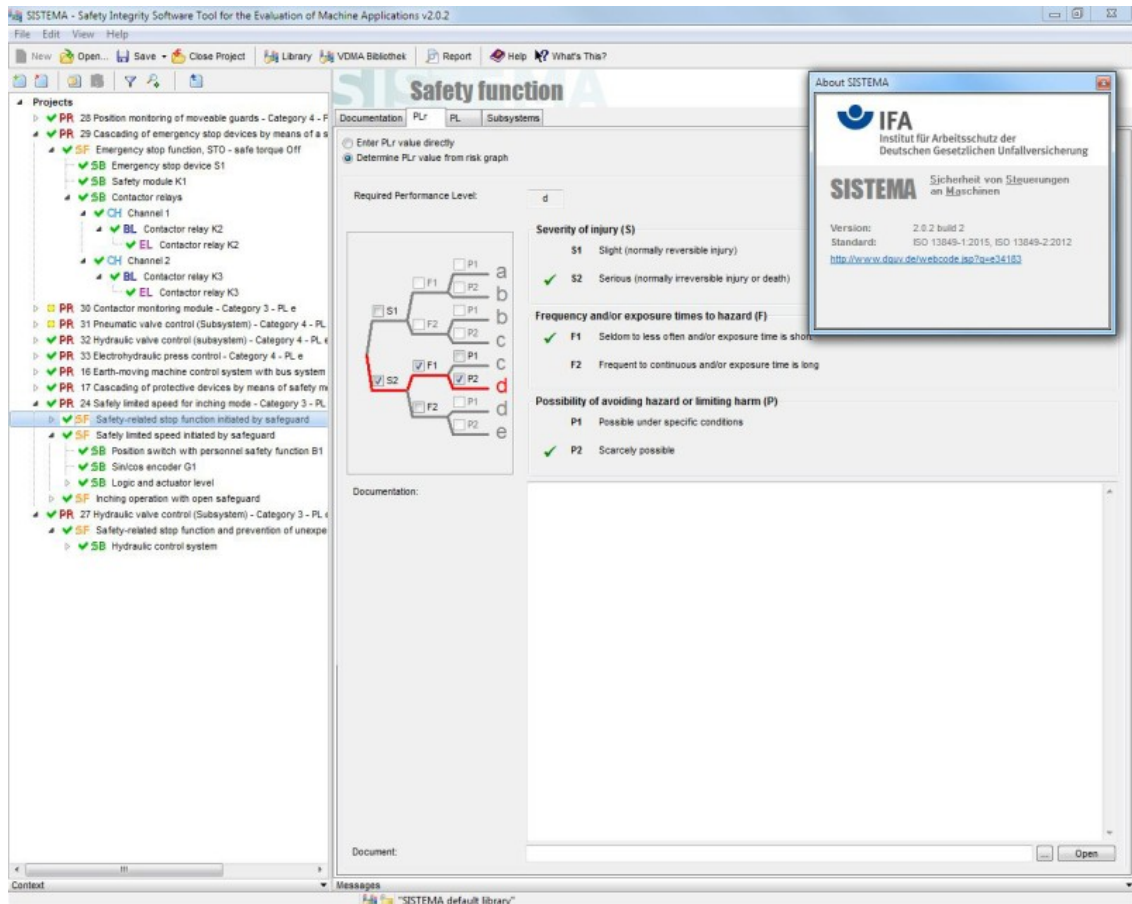 SISTEMA - Safety Integrity Software Tool for the Evaluation of Machine Applications v2.0.2
File Edit View Help
New Open... Save Close Project Library VDMA Bibliothek Report Help What's This?
Projects
PR 28 Position monitoring of moveable guards - Category 4 - P
PR 29 Cascading of emergency stop devices by means of a s
SF Emergency stop function, STO - safe torque Off
SB Emergency stop device S1
SB Safety module K1
SB Contactor relays
CH Channel 1
BL Contactor relay K2
EL Contactor relay K2
CH Channel 2
BL Contactor relay K3
EL Contactor relay K3
PR 30 Contactor monitoring module - Category 3 - PL e
PR 31 Pneumatic valve control (Subsystem) - Category 4 - PL
PR 32 Hydraulic valve control (subsystem) - Category 4 - PL e
PR 33 Electrohydraulic press control - Category 4 - PL e
PR 16 Earth-moving machine control system with bus system
PR 17 Cascading of protective devices by means of safety m
PR 24 Safely limited speed for inching mode - Category 3 - PL
SF Safety-related stop function initiated by safeguard
SF Safely limited speed initiated by safeguard
SB Position switch with personnel safety function B1
SB Sin/cos encoder G1
SB Logic and actuator level
SF Inching operation with open safeguard
PR 27 Hydraulic valve control (Subsystem) - Category 3 - PL
SF Safety-related stop function and prevention of unexpe
SB Hydraulic control system
Context
SISTEMA
Safety function
Documentation PLr PL Subsystems
Enter PLr value directly
Determine PLr value from risk graph
Required Performance Level: d
S1 F1 P1 a
P2 b
F2 P1 b
P2 c
S2 F1 P1 c
P2 d
F2 P1 d
P2 e
Severity of injury (S)
S1 Slight (normally reversible injury)
S2 Serious (normally irreversible injury or death)
Frequency and/or exposure times to hazard (F)
F1 Seldom to less often and/or exposure time is short
F2 Frequent to continuous and/or exposure time is long
Possibility of avoiding hazard or limiting harm (P)
P1 Possible under specific conditions
P2 Scarcely possible
Documentation:
Document: ... Open
Messages
"SISTEMA default library"
About SISTEMA
IFA
Institut für Arbeitsschutz der
Deutschen Gesetzlichen Unfallversicherung
SISTEMA Sicherheit von Steuerungen
an Maschinen
Version: 2.0.2 build 2
Standard: ISO 13849-1:2015, ISO 13849-2:2012
http://www.dguv.de/webcode.jsp?q=e34183